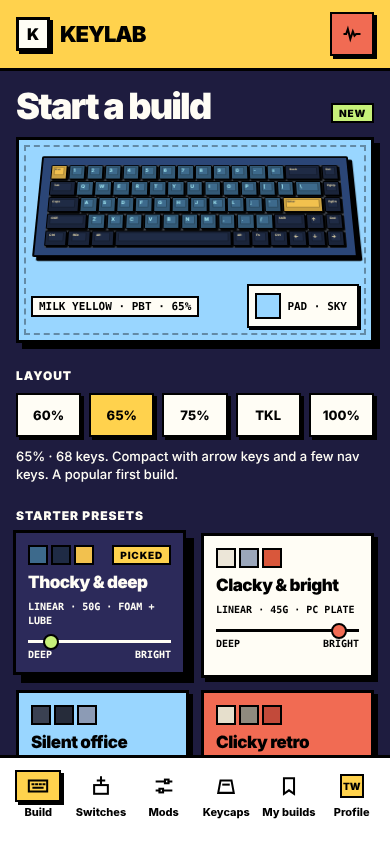 K KEYLAB
Start a build
NEW
MILK YELLOW · PBT · 65%
PAD · SKY
LAYOUT
60% 65% 75% TKL 100%
65% · 68 keys. Compact with arrow keys and a few nav
keys. A popular first build.
STARTER PRESETS
PICKED
Thocky & deep
LINEAR · 50G · FOAM +
LUBE
DEEP BRIGHT
Clacky & bright
LINEAR · 45G · PC PLATE
DEEP BRIGHT
Silent office
Clicky retro
TW
Build Switches Mods Keycaps My builds Profile